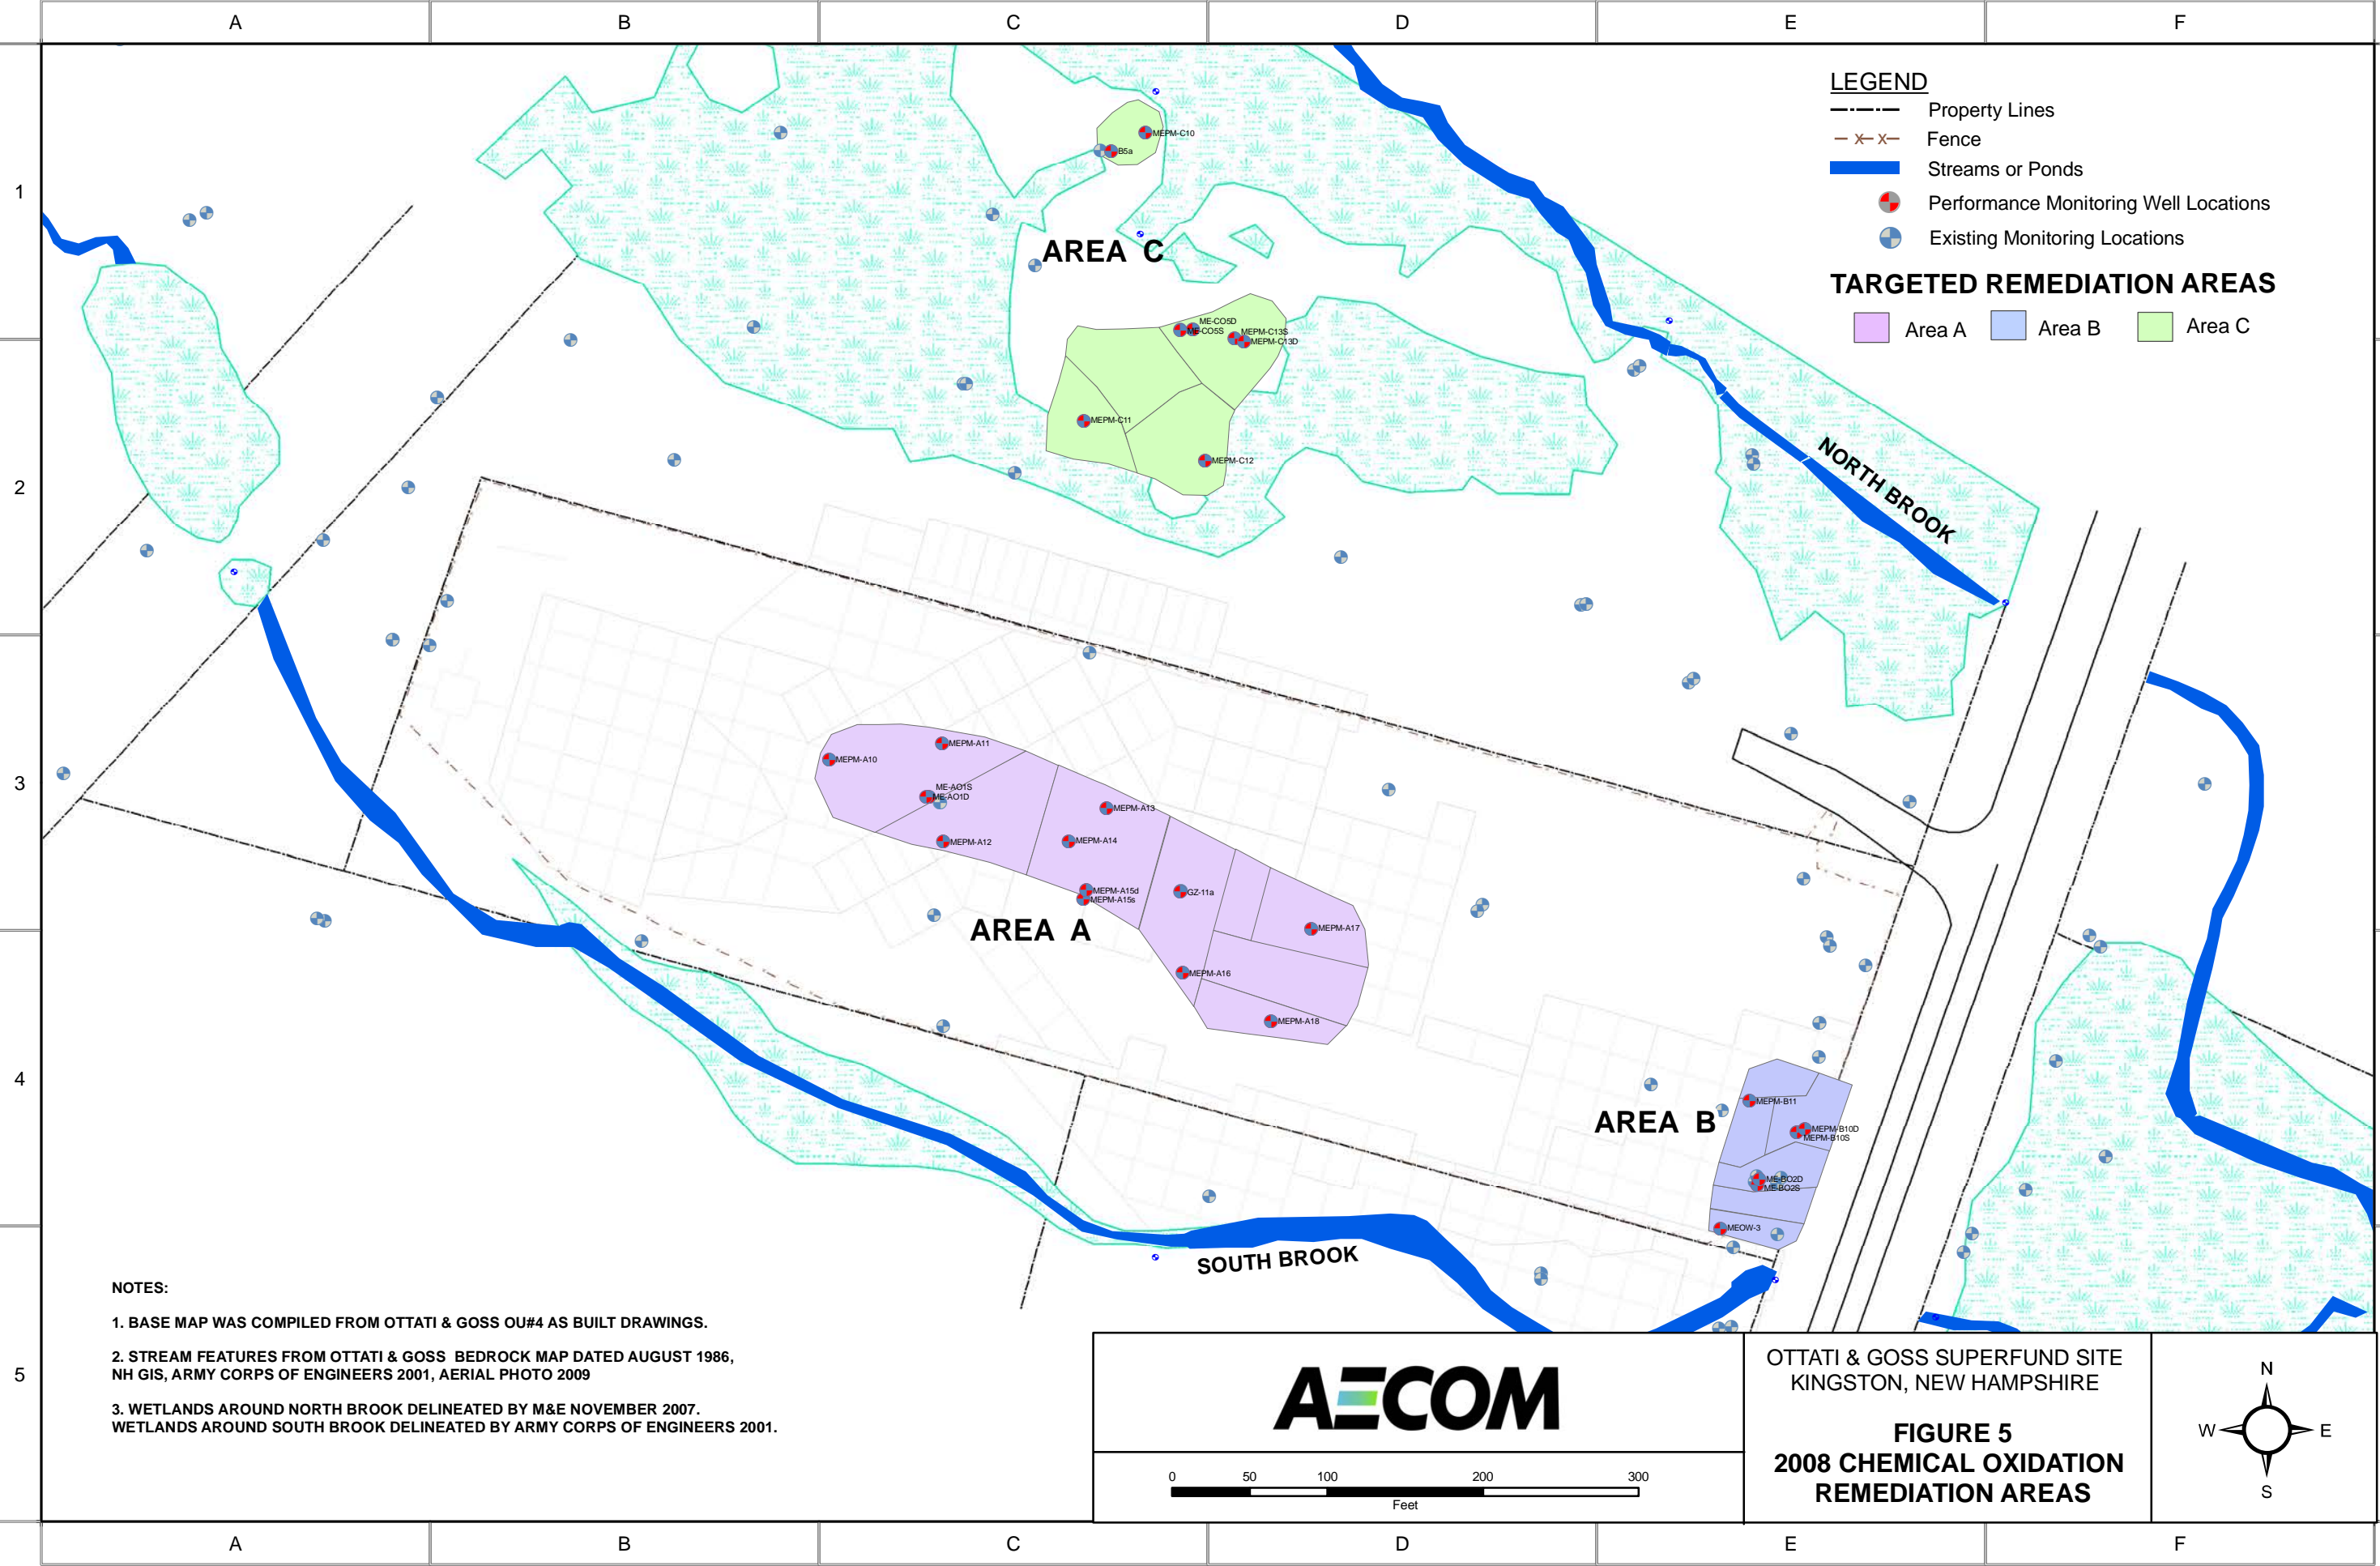 A B C D E F
1
2
3
4
5
LEGEND
Property Lines
Fence
Streams or Ponds
Performance Monitoring Well Locations
Existing Monitoring Locations
TARGETED REMEDIATION AREAS
Area A
Area B
Area C
MEPM-C10
B5a
AREA C
ME-CO5D
ME-CO5S
MEPM-C13S
MEPM-C13D
MEPM-C11
MEPM-C12
NORTH BROOK
MEPM-A11
MEPM-A10
ME-AO1S
ME-AO1D
MEPM-A13
MEPM-A12
MEPM-A14
MEPM-A15d
MEPM-A15s
GZ-11a
AREA A
MEPM-A17
MEPM-A16
MEPM-A18
AREA B
MEPM-B11
MEPM-B10D
MEPM-B10S
ME-BO2D
ME-BO2S
MEOW-3
SOUTH BROOK
NOTES:
1. BASE MAP WAS COMPILED FROM OTTATI & GOSS OU#4 AS BUILT DRAWINGS.
2. STREAM FEATURES FROM OTTATI & GOSS BEDROCK MAP DATED AUGUST 1986,
NH GIS, ARMY CORPS OF ENGINEERS 2001, AERIAL PHOTO 2009
3. WETLANDS AROUND NORTH BROOK DELINEATED BY M&E NOVEMBER 2007.
WETLANDS AROUND SOUTH BROOK DELINEATED BY ARMY CORPS OF ENGINEERS 2001.
AECOM
0 50 100 200 300
Feet
OTTATI & GOSS SUPERFUND SITE
KINGSTON, NEW HAMPSHIRE
FIGURE 5
2008 CHEMICAL OXIDATION
REMEDIATION AREAS
N
W E
S
A B C D E F